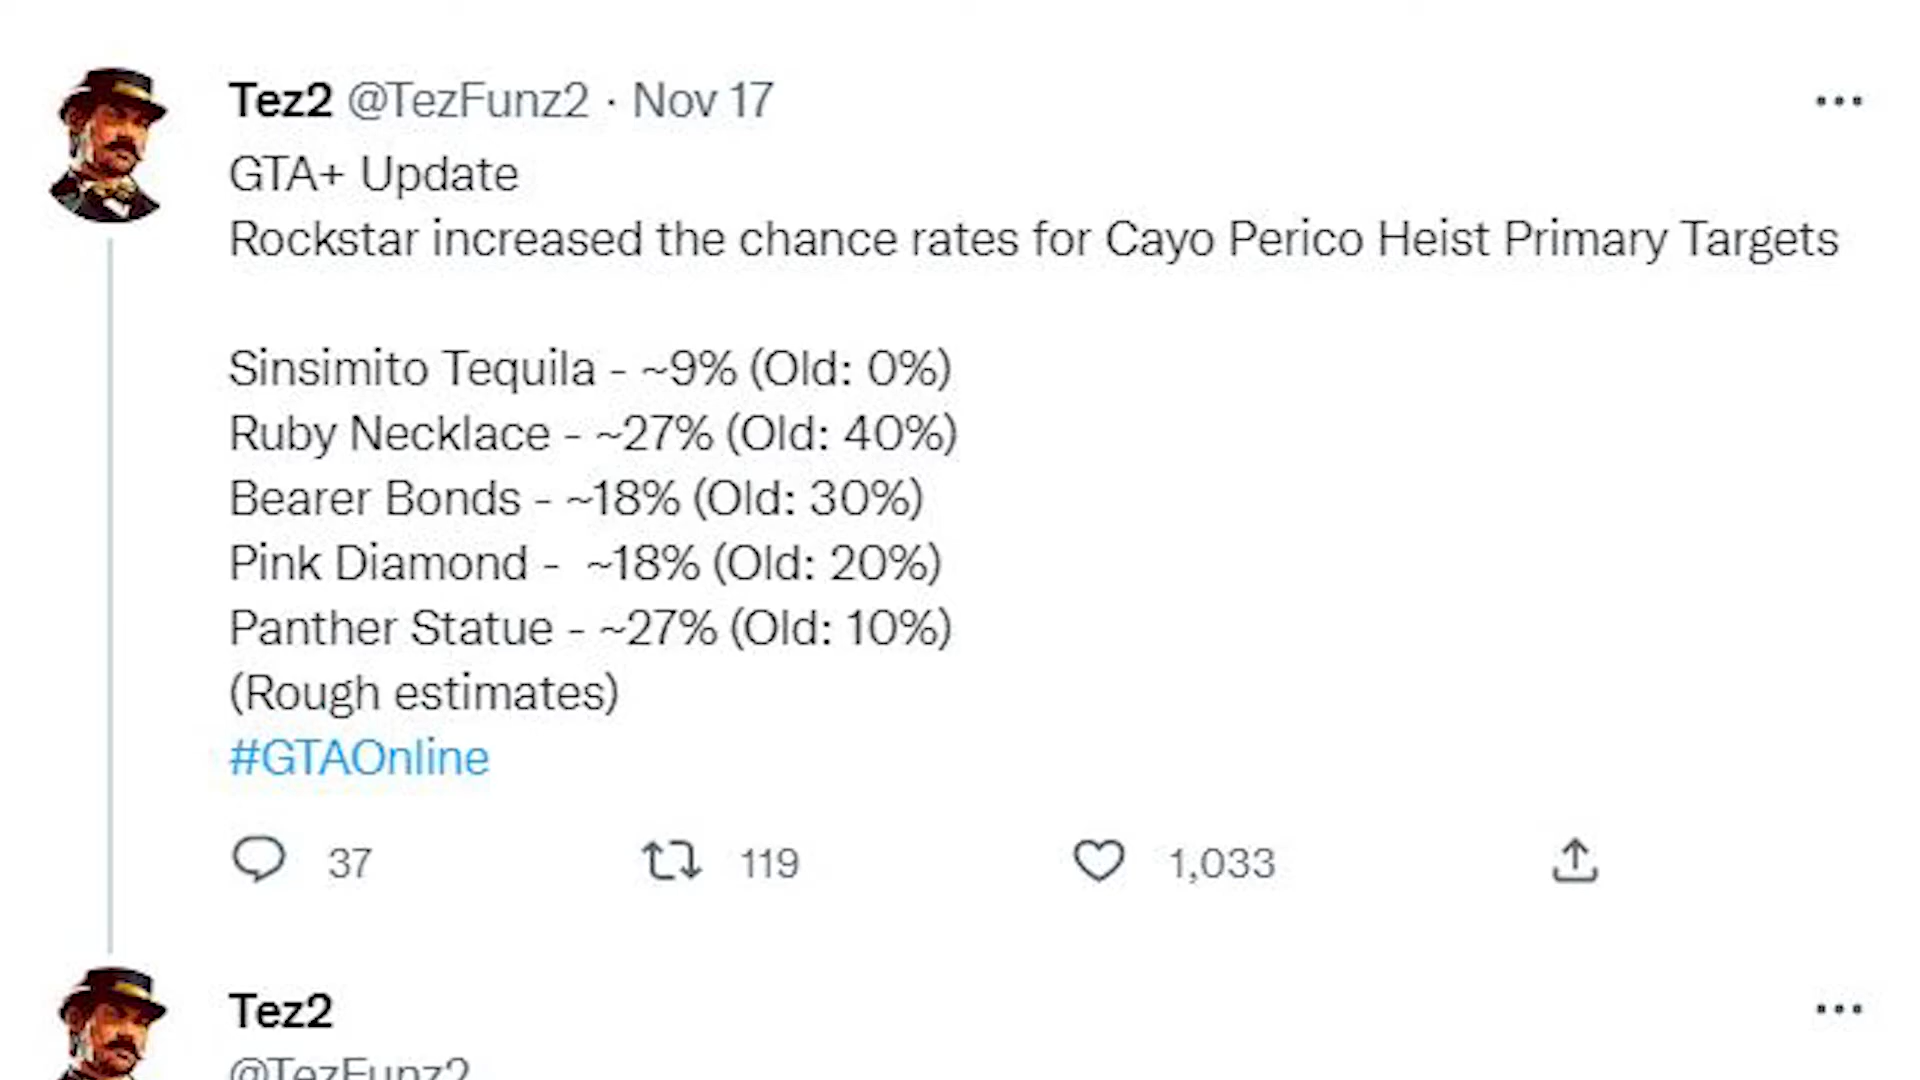 Tez2 @TezFunz2 · Nov 17
GTA+ Update
Rockstar increased the chance rates for Cayo Perico Heist Primary Targets
Sinsimito Tequila - ~9% (Old: 0%)
Ruby Necklace - ~27% (Old: 40%)
Bearer Bonds - ~18% (Old: 30%)
Pink Diamond -  ~18% (Old: 20%)
Panther Statue - ~27% (Old: 10%)
(Rough estimates)
#GTAOnline
37 119 1,033
Tez2
@TezFunz2